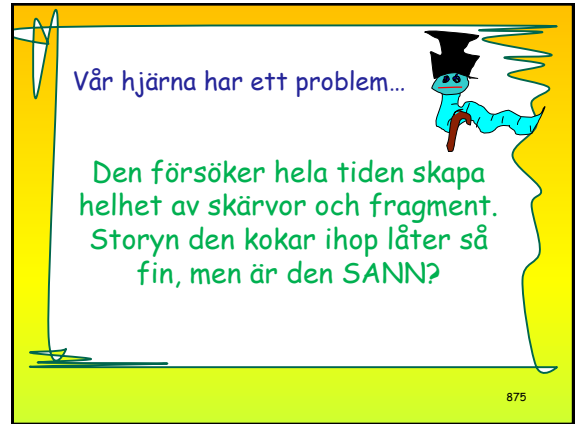 Vår hjärna har ett problem…
Den försöker hela tiden skapa
helhet av skärvor och fragment.
Storyn den kokar ihop låter så
fin, men är den SANN?
875